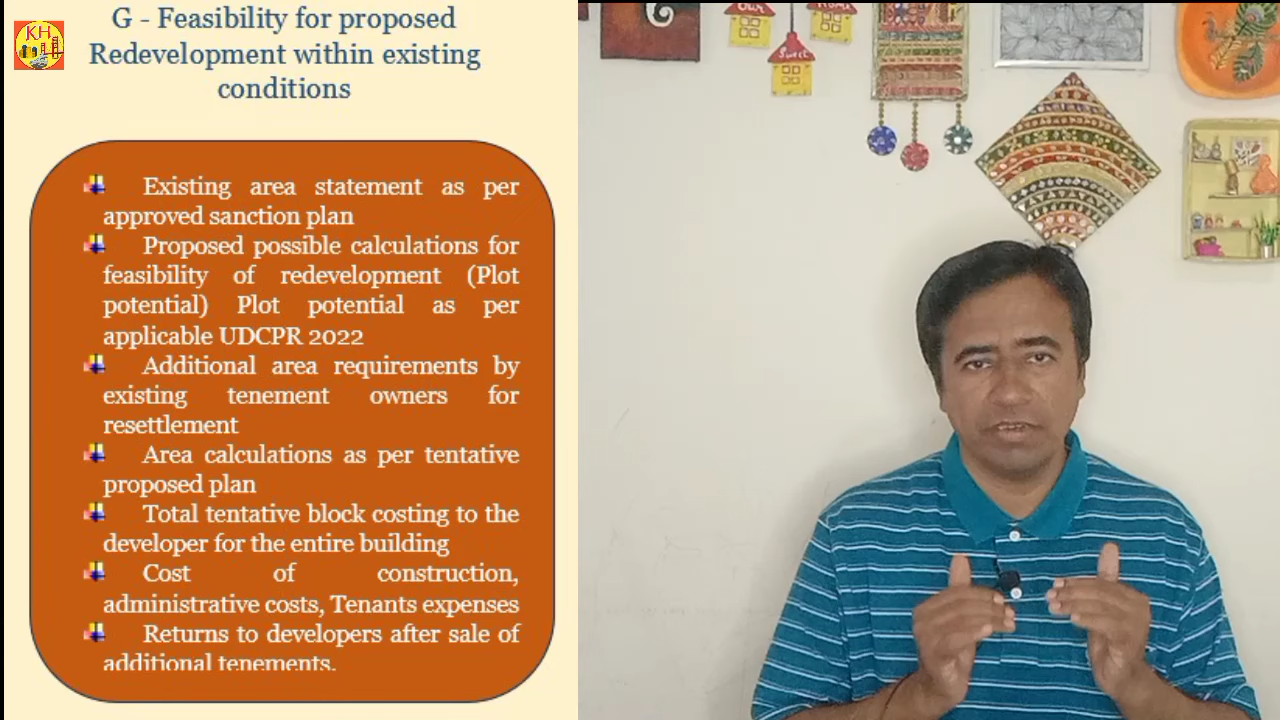 G - Feasibility for proposed
Redevelopment within existing
conditions
KH
Existing area statement as per
approved sanction plan
Proposed possible calculations for
feasibility of redevelopment (Plot
potential) Plot potential as per
applicable UDCPR 2022
Additional area requirements by
existing tenement owners for
resettlement
Area calculations as per tentative
proposed plan
Total tentative block costing to the
developer for the entire building
Cost of construction,
administrative costs, Tenants expenses
Returns to developers after sale of
additional tenements.
Our
Home
Sweet